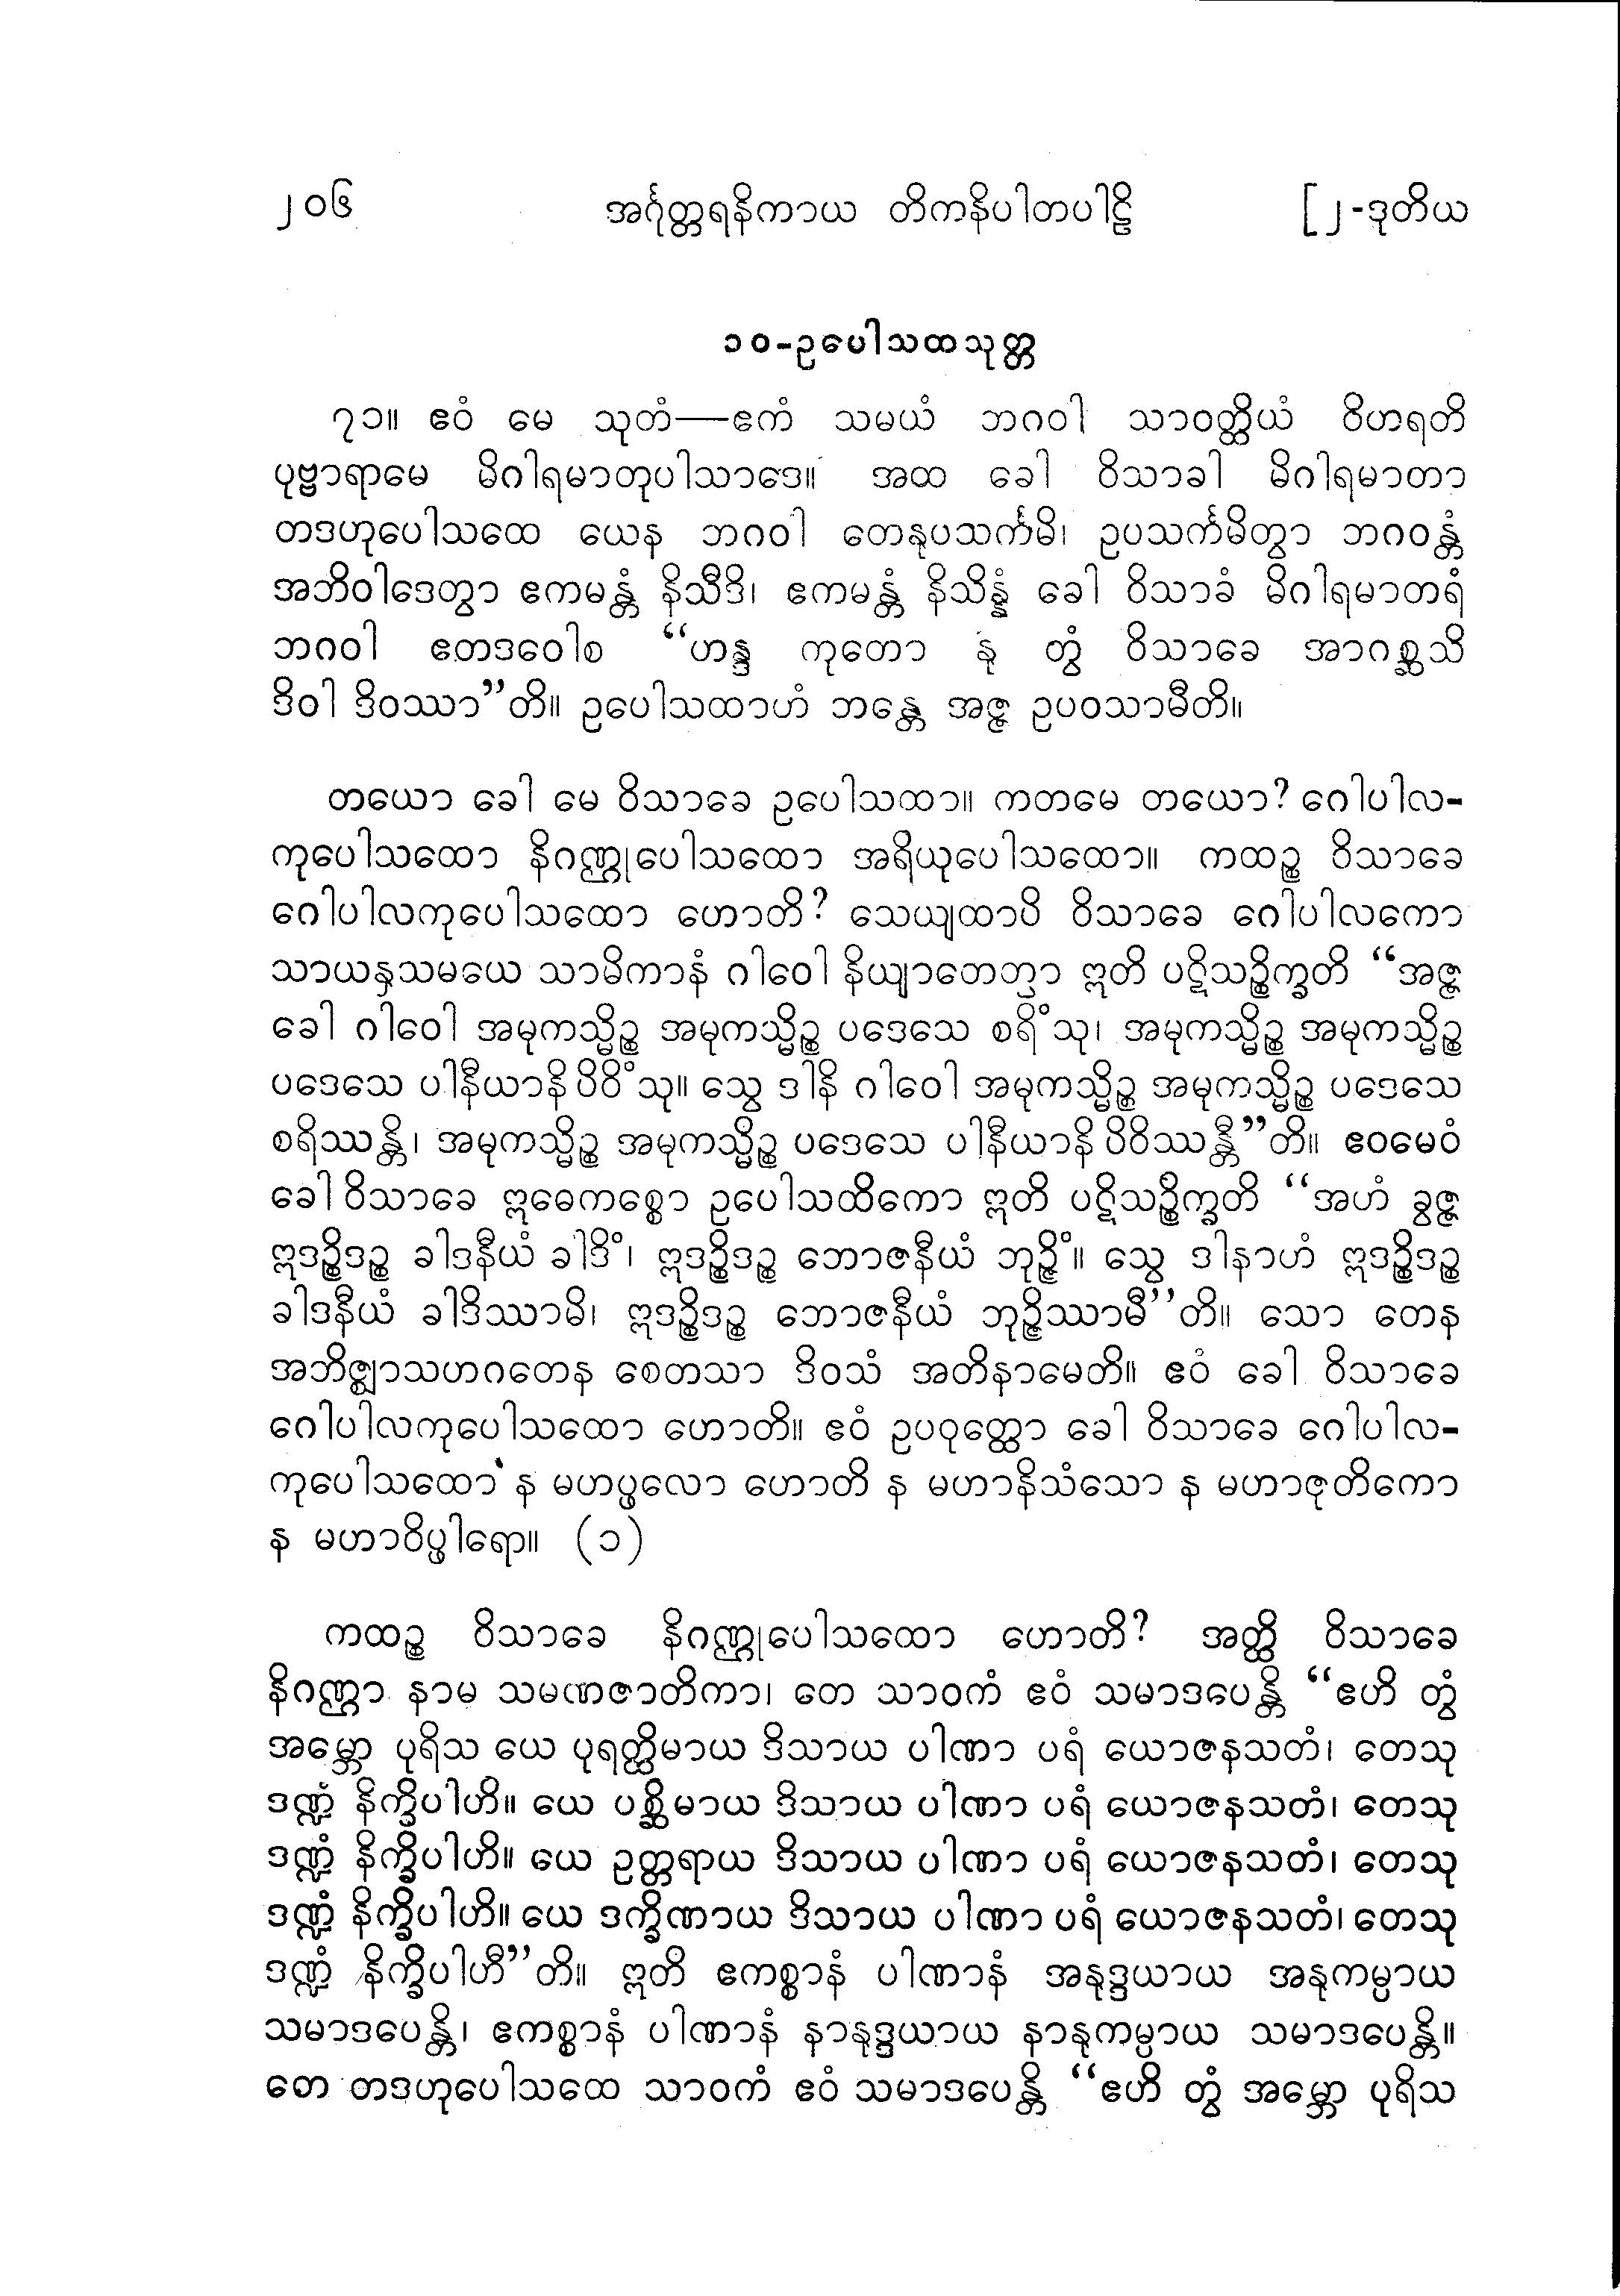 ၂၀၆ အင်္ဂုတ္တရနိကာယ တိကနိပါတပါဠိ [၂-ဒုတိယ
၁၀-ဥပေါသထသုတ္တ
၇၁။ ဧဝံ မေ သုတံ—ဧကံ သမယံ ဘဂဝါ သာဝတ္ထိယံ ဝိဟရတိ
ပုဗ္ဗာရာမေ မိဂါရမာတုပါသာဒေ။ အထ ခေါ ဝိသာခါ မိဂါရမာတာ
တဒဟုပေါသထေ ယေန ဘဂဝါ တေနုပသင်္ကမိ၊ ဥပသင်္ကမိတွာ ဘဂဝန္တံ
အဘိဝါဒေတွာ ဧကမန္တံ နိသီဒိ၊ ဧကမန္တံ နိသိန္နံ ခေါ ဝိသာခံ မိဂါရမာတရံ
ဘဂဝါ ဧတဒဝေါစ “ဟန္ဒ ကုတော နု တွံ ဝိသာခေ အာဂစ္ဆသိ
ဒိဝါ ဒိဝဿာ”တိ။ ဥပေါသထာဟံ ဘန္တေ အဇ္ဇ ဥပဝသာမီတိ။
တယော ခေါ မေ ဝိသာခေ ဥပေါသထာ။ ကတမေ တယော? ဂေါပါလ-
ကုပေါသထော နိဂဏ္ဌုပေါသထော အရိယုပေါသထော။ ကထဉ္စ ဝိသာခေ
ဂေါပါလကုပေါသထော ဟောတိ? သေယျထာပိ ဝိသာခေ ဂေါပါလကော
သာယနှသမယေ သာမိကာနံ ဂါဝေါ နိယျာတေတွာ ဣတိ ပဋိသဉ္စိက္ခတိ “အဇ္ဇ
ခေါ ဂါဝေါ အမုကသ္မိဉ္စ အမုကသ္မိဉ္စ ပဒေသေ စရိံသု၊ အမုကသ္မိဉ္စ အမုကသ္မိဉ္စ
ပဒေသေ ပါနီယာနိ ပိဝိံသု။ သွေ ဒါနိ ဂါဝေါ အမုကသ္မိဉ္စ အမုကသ္မိဉ္စ ပဒေသေ
စရိဿန္တိ၊ အမုကသ္မိဉ္စ အမုကသ္မိဉ္စ ပဒေသေ ပါနီယာနိ ပိဝိဿန္တီ”တိ။ ဧဝမေဝံ
ခေါ ဝိသာခေ ဣဓေကစ္စော ဥပေါသထိကော ဣတိ ပဋိသဉ္စိက္ခတိ “အဟံ ခွဇ္ဇ
ဣဒဉ္စိဒဉ္စ ခါဒနီယံ ခါဒိံ၊ ဣဒဉ္စိဒဉ္စ ဘောဇနီယံ ဘုဉ္ဇိံ။ သွေ ဒါနာဟံ ဣဒဉ္စိဒဉ္စ
ခါဒနီယံ ခါဒိဿာမိ၊ ဣဒဉ္စိဒဉ္စ ဘောဇနီယံ ဘုဉ္ဇိဿာမီ”တိ။ သော တေန
အဘိဇ္ဈာသဟဂတေန စေတသာ ဒိဝသံ အတိနာမေတိ။ ဧဝံ ခေါ ဝိသာခေ
ဂေါပါလကုပေါသထော ဟောတိ။ ဧဝံ ဥပဝုတ္ထော ခေါ ဝိသာခေ ဂေါပါလ-
ကုပေါသထော န မဟပ္ဖလော ဟောတိ န မဟာနိသံသော န မဟာဇုတိကော
န မဟာဝိပ္ဖါရော။ (၁)
ကထဉ္စ ဝိသာခေ နိဂဏ္ဌုပေါသထော ဟောတိ? အတ္ထိ ဝိသာခေ
နိဂဏ္ဌာ နာမ သမဏဇာတိကာ၊ တေ သာဝကံ ဧဝံ သမာဒပေန္တိ “ဧဟိ တွံ
အမ္ဘော ပုရိသ ယေ ပုရတ္ထိမာယ ဒိသာယ ပါဏာ ပရံ ယောဇနသတံ၊ တေသု
ဒဏ္ဍံ နိက္ခိပါဟိ။ ယေ ပစ္ဆိမာယ ဒိသာယ ပါဏာ ပရံ ယောဇနသတံ၊ တေသု
ဒဏ္ဍံ နိက္ခိပါဟိ။ ယေ ဥတ္တရာယ ဒိသာယ ပါဏာ ပရံ ယောဇနသတံ၊ တေသု
ဒဏ္ဍံ နိက္ခိပါဟိ။ ယေ ဒက္ခိဏာယ ဒိသာယ ပါဏာ ပရံ ယောဇနသတံ၊ တေသု
ဒဏ္ဍံ နိက္ခိပါဟီ”တိ။ ဣတိ ဧကစ္စာနံ ပါဏာနံ အနုဒ္ဒယာယ အနုကမ္ပာယ
သမာဒပေန္တိ၊ ဧကစ္စာနံ ပါဏာနံ နာနုဒ္ဒယာယ နာနုကမ္ပာယ သမာဒပေန္တိ။
တေ တဒဟုပေါသထေ သာဝကံ ဧဝံ သမာဒပေန္တိ “ဧဟိ တွံ အမ္ဘော ပုရိသ